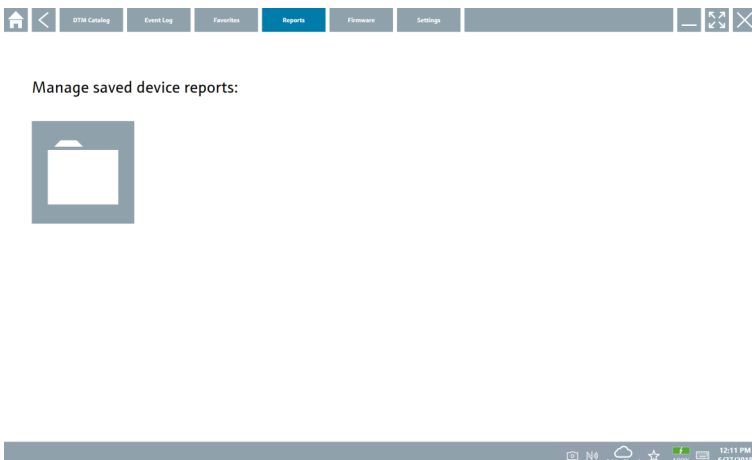 DTM Catalog
Event Log
Favorites
Reports
Firmware
Settings
Manage saved device reports:
12:11 PM